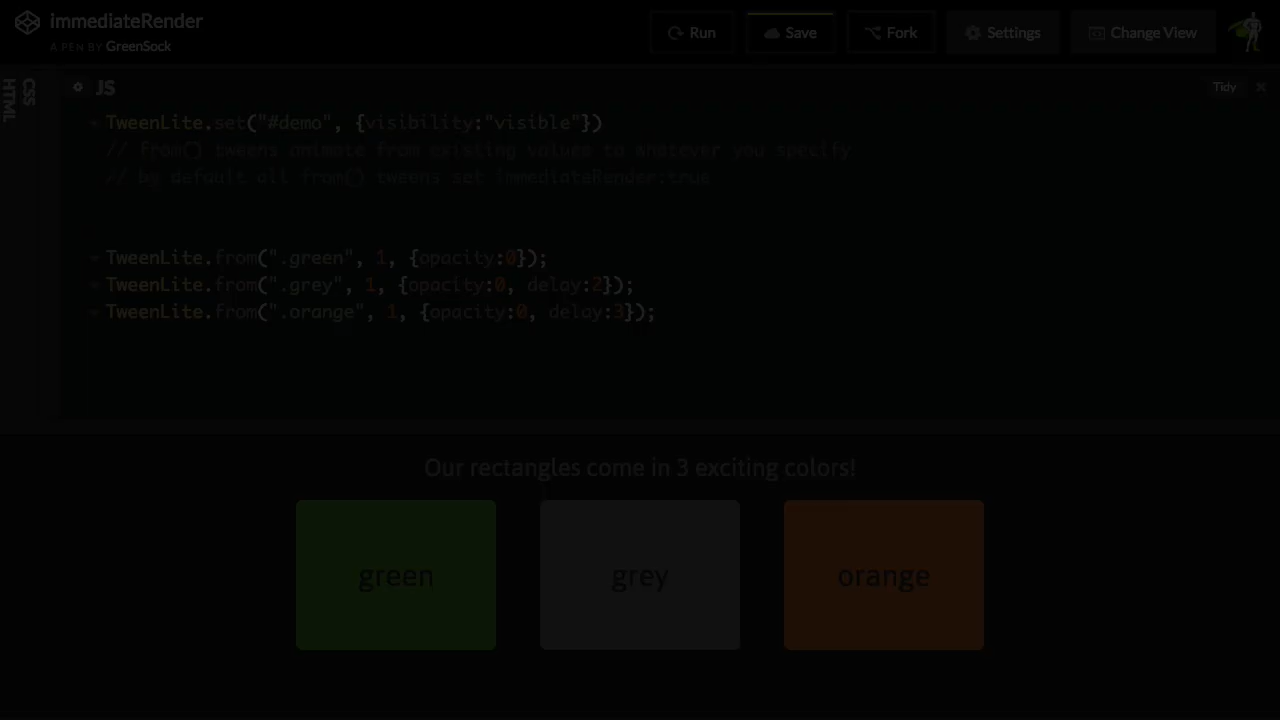 immediateRender
A PEN BY GreenSock
Run
Save
Fork
Settings
Change View
HTML
CSS
JS
Tidy
TweenLite.set("#demo", {visibility:"visible"})
// from() tweens animate from existing values to whatever you specify
// by default all from() tweens set immediateRender:true
TweenLite.from(".green", 1, {opacity:0});
TweenLite.from(".grey", 1, {opacity:0, delay:2});
TweenLite.from(".orange", 1, {opacity:0, delay:3});
Our rectangles come in 3 exciting colors!
green
grey
orange